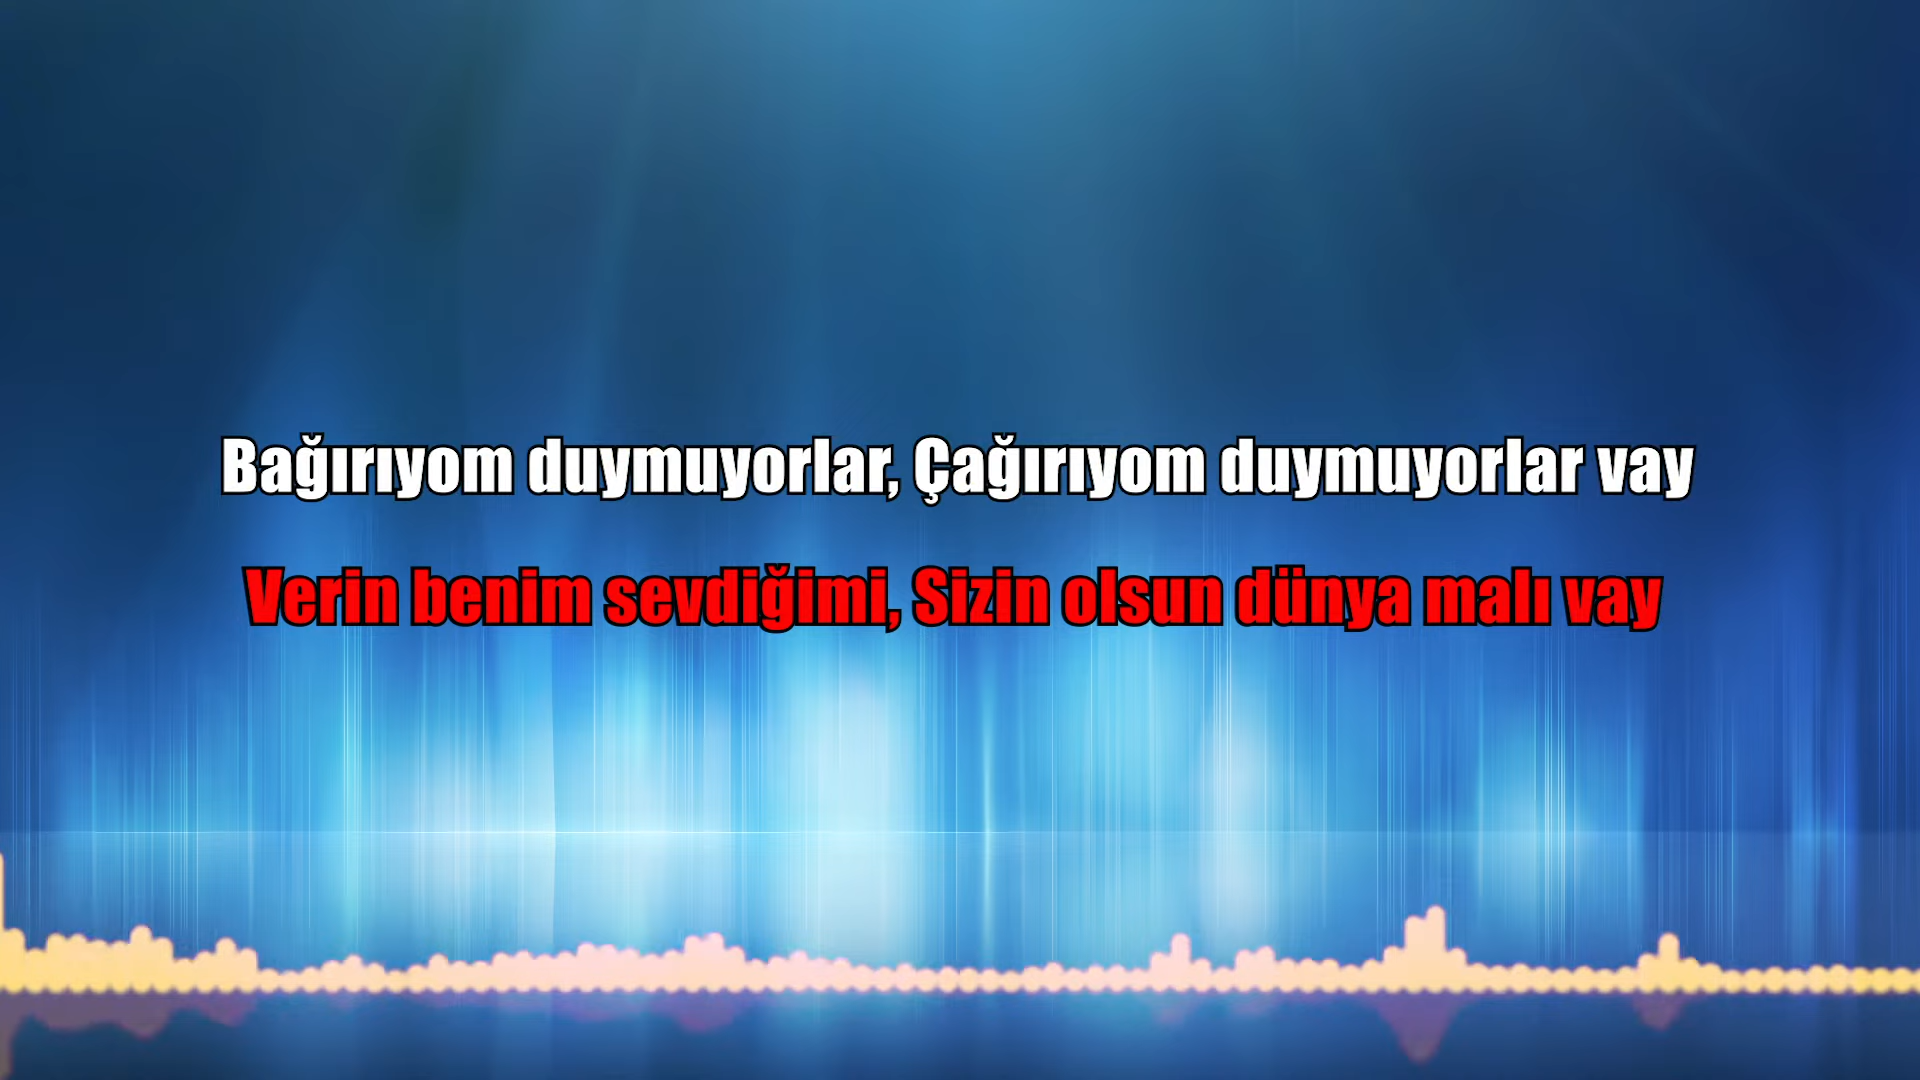 Bağırıyom duymuyorlar, Çağırıyom duymuyorlar vay
Verin benim sevdiğimi, Sizin olsun dünya malı vay